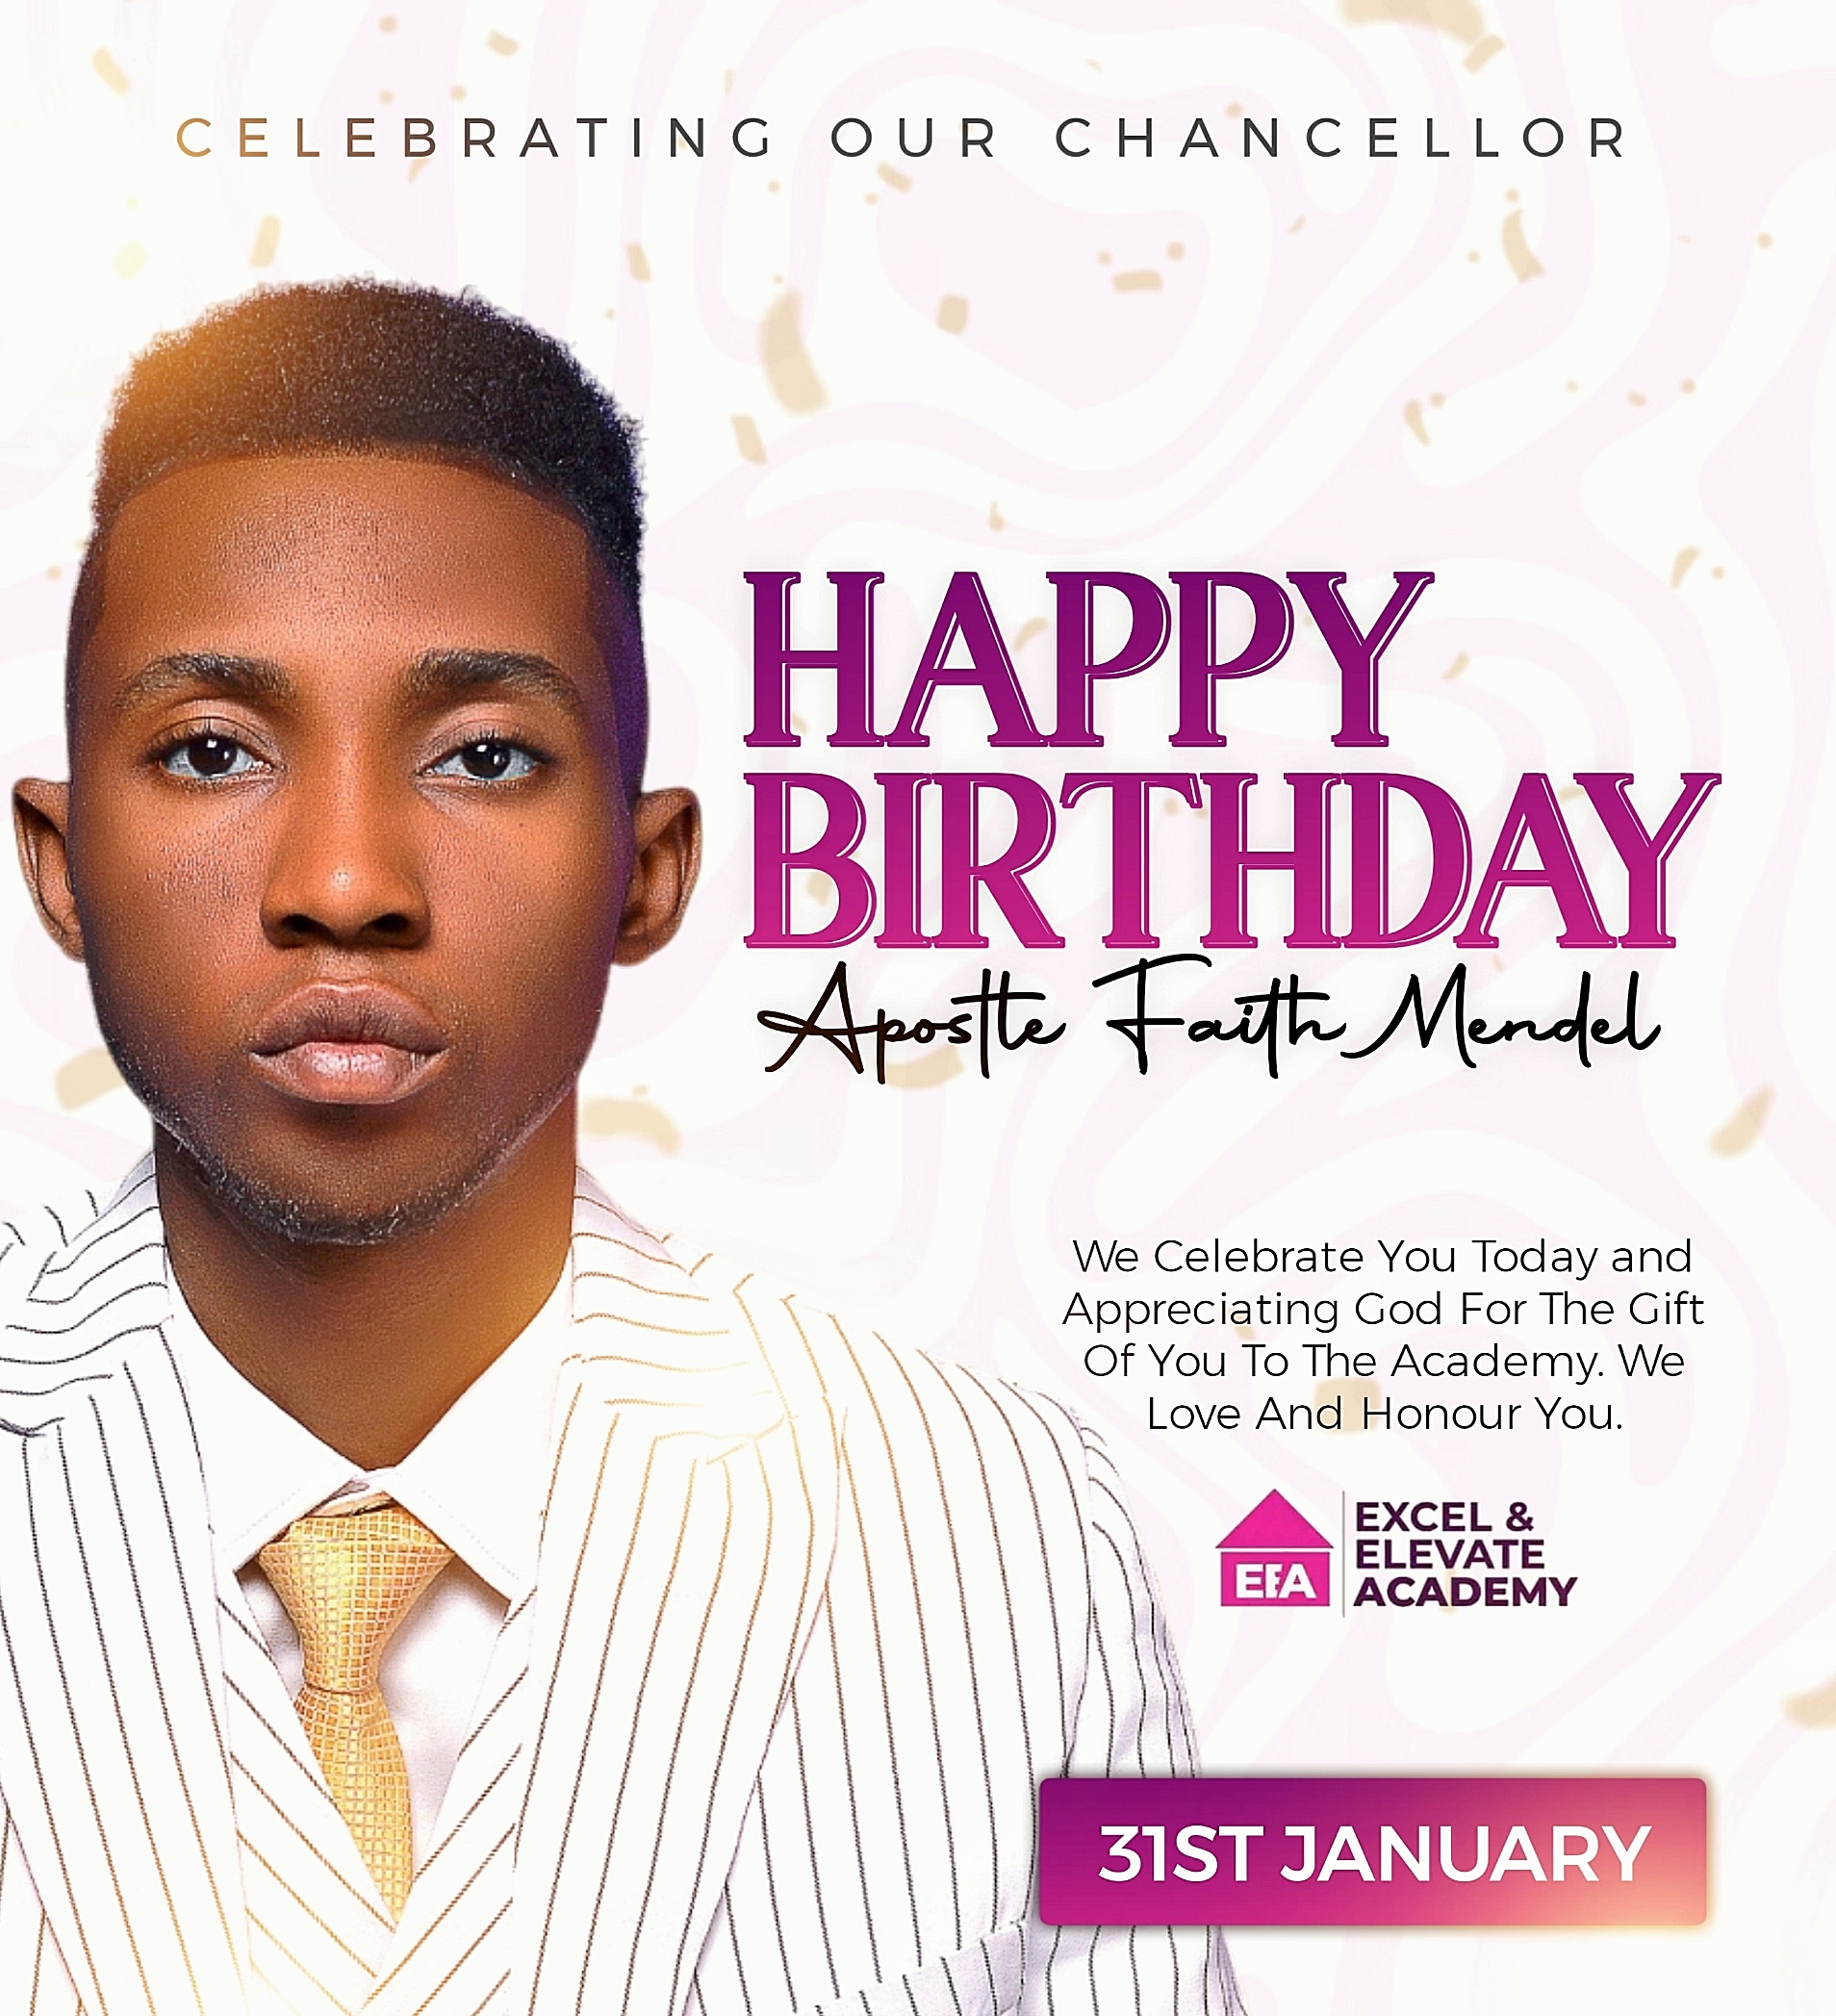 CELEBRATING OUR CHANCELLOR
HAPPY
BIRTHDAY
Apostle Faith Mendel
We Celebrate You Today and
Appreciating God For The Gift
Of You To The Academy. We
Love And Honour You.
EEA
EXCEL &
ELEVATE
ACADEMY
31ST JANUARY